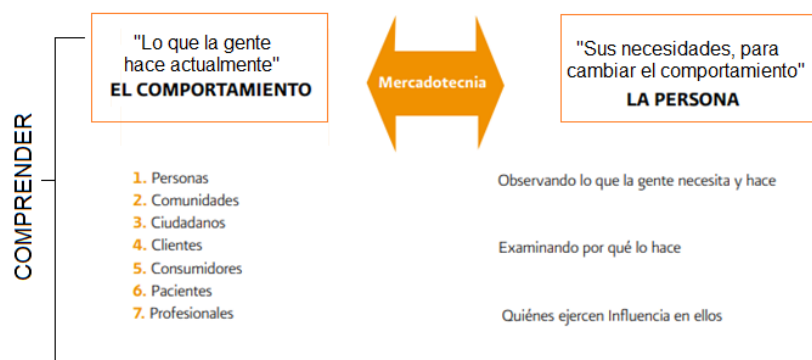 COMPRENDER
"Lo que la gente
hace actualmente"
EL COMPORTAMIENTO
Mercadotecnia
"Sus necesidades, para
cambiar el comportamiento"
LA PERSONA
1. Personas
2. Comunidades
3. Ciudadanos
4. Clientes
5. Consumidores
6. Pacientes
7. Profesionales
Observando lo que la gente necesita y hace
Examinando por qué lo hace
Quiénes ejercen Influencia en ellos